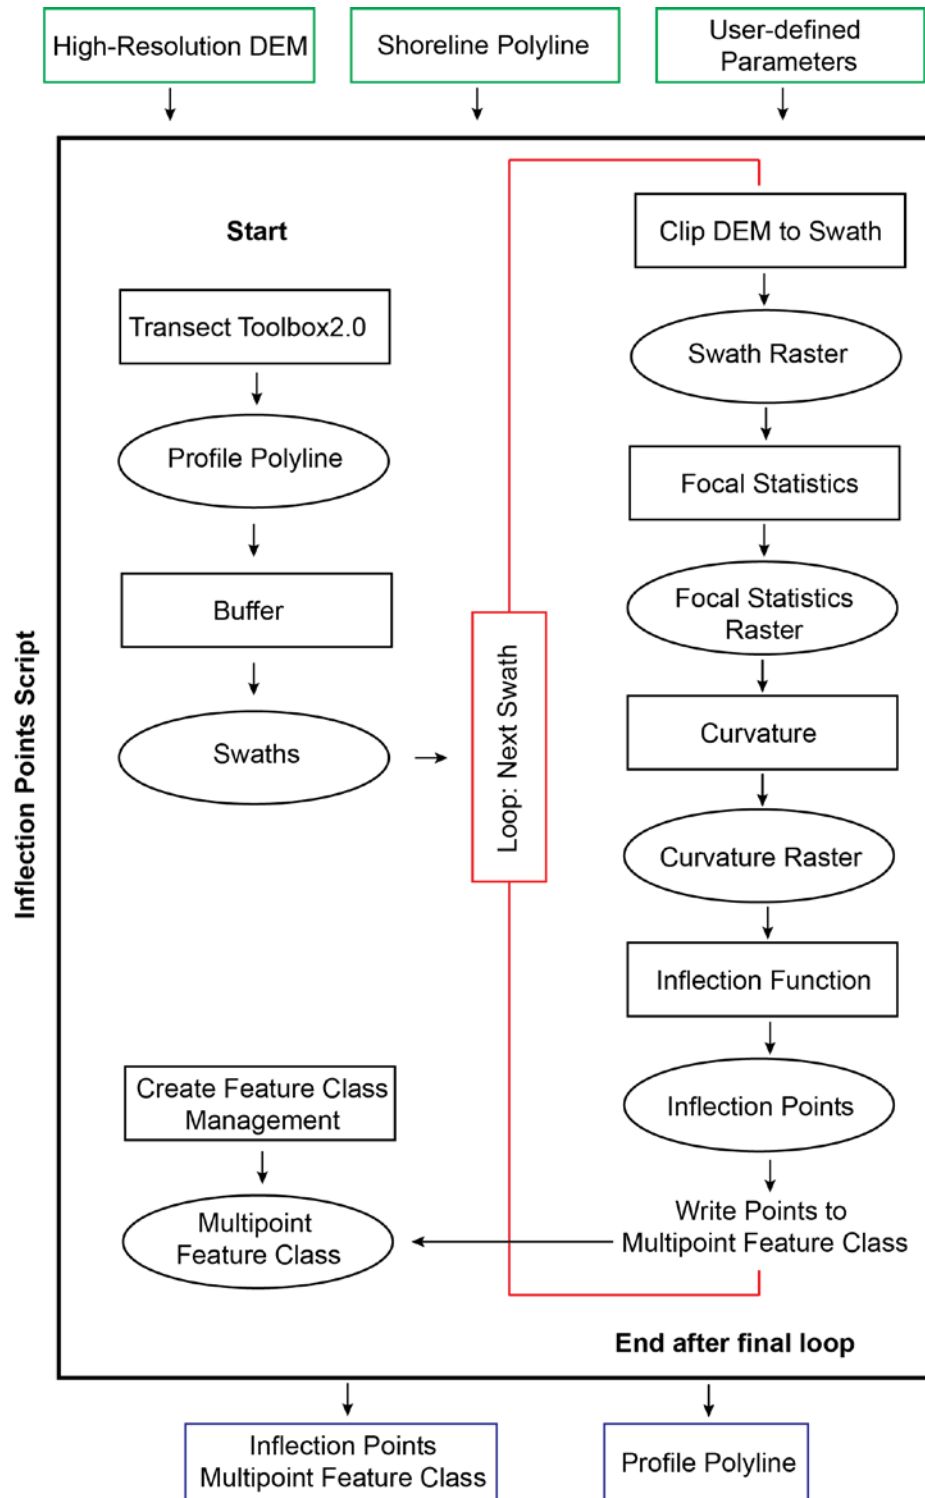 High-Resolution DEM
Shoreline Polyline
User-defined
Parameters
Inflection Points Script
Start
Transect Toolbox2.0
Profile Polyline
Buffer
Swaths
Loop: Next Swath
Clip DEM to Swath
Swath Raster
Focal Statistics
Focal Statistics
Raster
Curvature
Curvature Raster
Inflection Function
Inflection Points
Write Points to
Multipoint Feature Class
Create Feature Class
Management
Multipoint
Feature Class
End after final loop
Inflection Points
Multipoint Feature Class
Profile Polyline